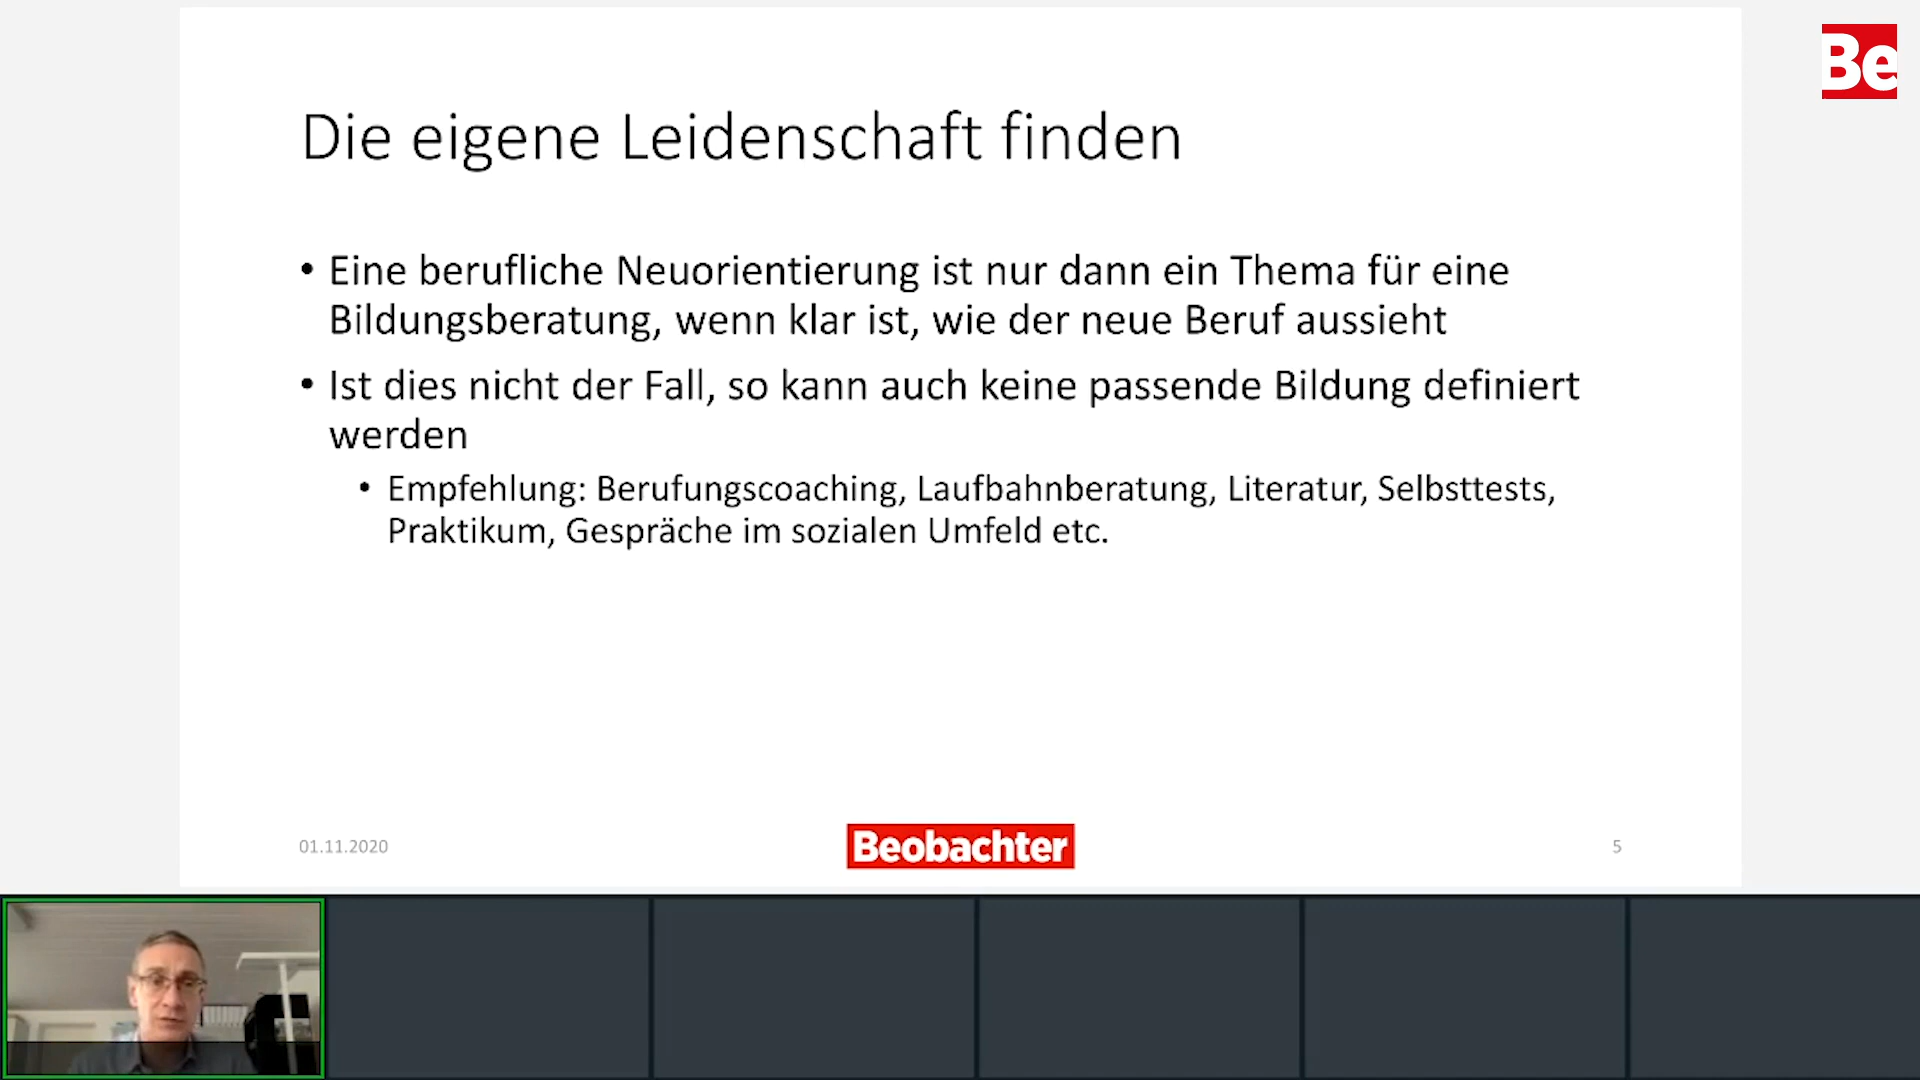 Be
Die eigene Leidenschaft finden
• Eine berufliche Neuorientierung ist nur dann ein Thema für eine
Bildungsberatung, wenn klar ist, wie der neue Beruf aussieht
• Ist dies nicht der Fall, so kann auch keine passende Bildung definiert
werden
• Empfehlung: Berufungscoaching, Laufbahnberatung, Literatur, Selbsttests,
Praktikum, Gespräche im sozialen Umfeld etc.
01.11.2020
Beobachter
5